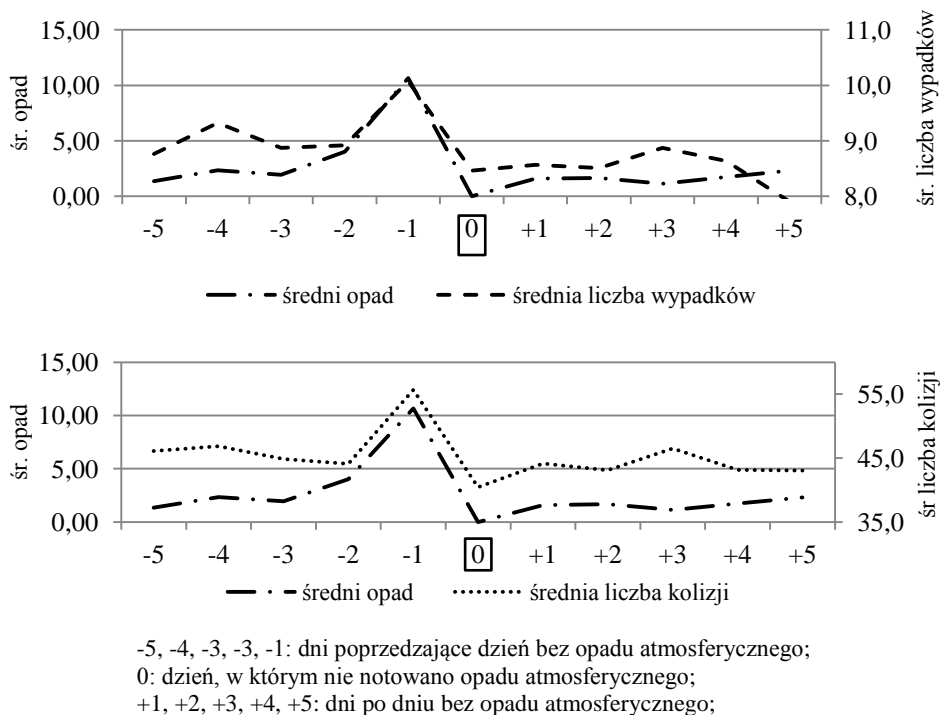 15,00
10,00
5,00
0,00
śr. opad
11,0
10,0
9,0
8,0
śr. liczba wypadków
-5 -4 -3 -2 -1 0 +1 +2 +3 +4 +5
średni opad średnia liczba wypadków
15,00
10,00
5,00
0,00
śr. opad
55,0
45,0
35,0
śr liczba kolizji
-5 -4 -3 -2 -1 0 +1 +2 +3 +4 +5
średni opad średnia liczba kolizji
-5, -4, -3, -3, -1: dni poprzedzające dzień bez opadu atmosferycznego;
0: dzień, w którym nie notowano opadu atmosferycznego;
+1, +2, +3, +4, +5: dni po dniu bez opadu atmosferycznego;